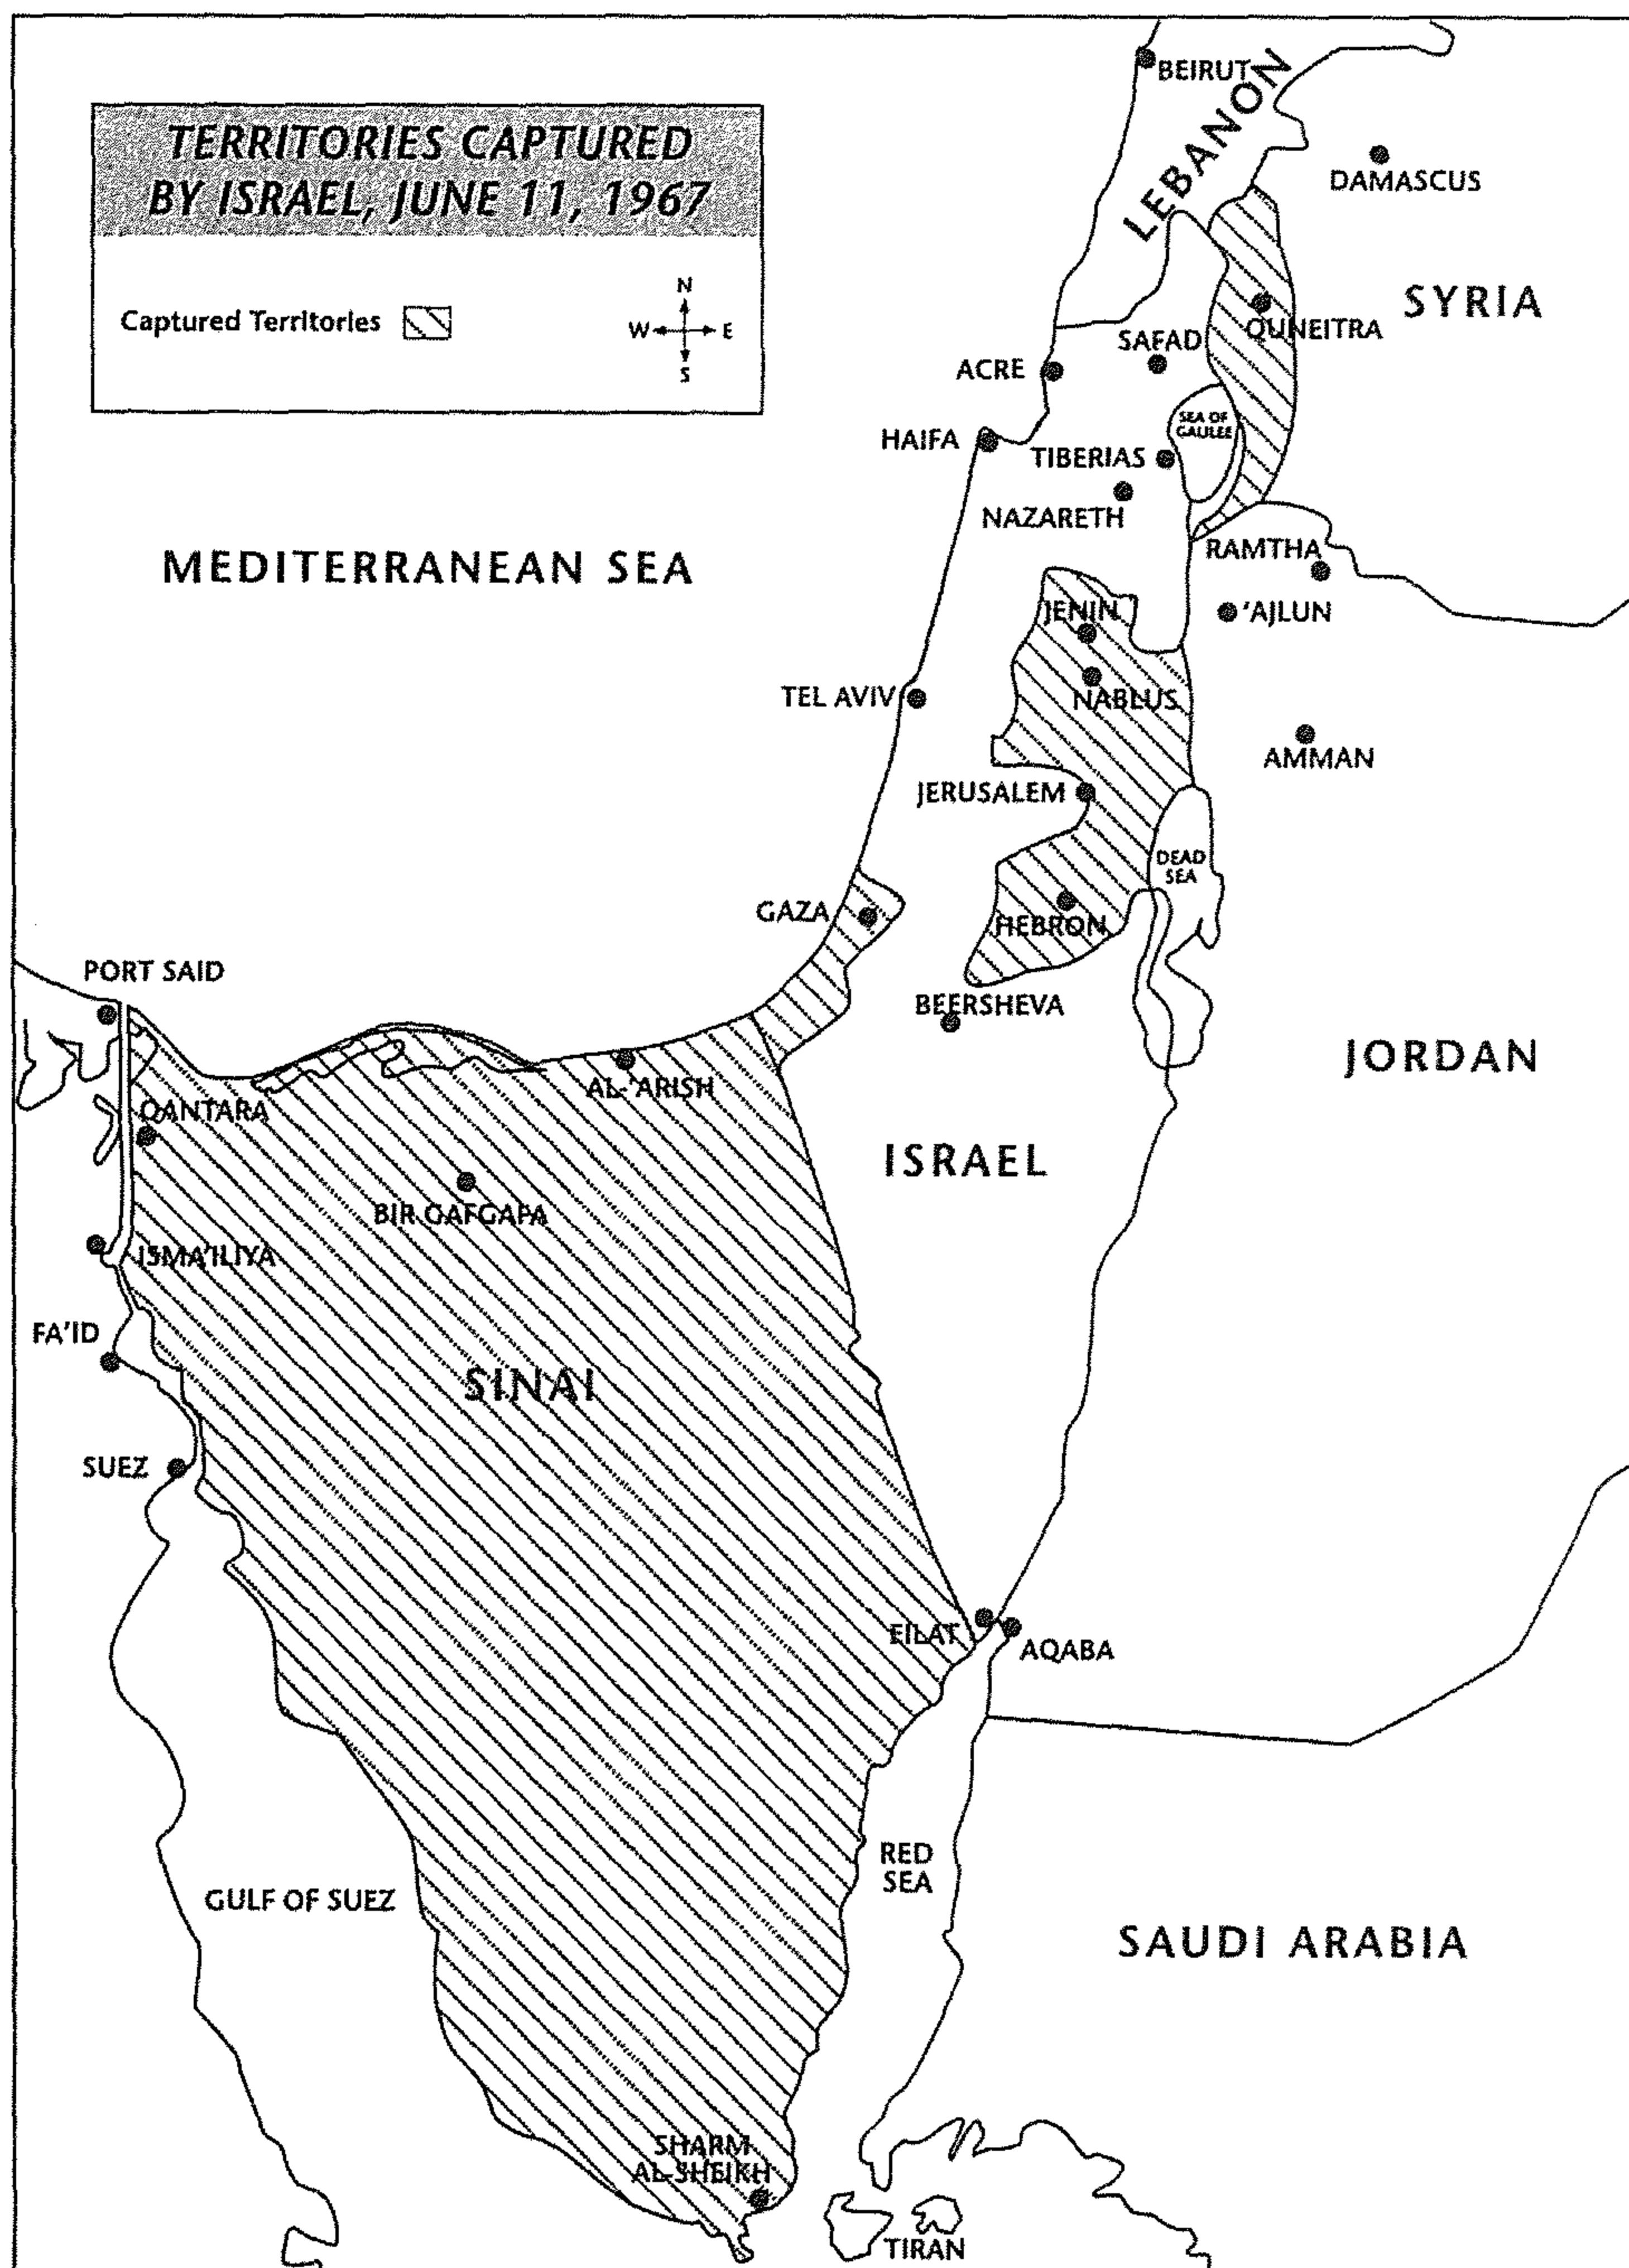 TERRITORIES CAPTURED
BY ISRAEL, JUNE 11, 1967
Captured Territories
N
W
E
S
BEIRUT
LEBANON
DAMASCUS
SYRIA
QUNEITRA
SAFAD
ACRE
SEA OF
GALILEE
HAIFA
TIBERIAS
NAZARETH
MEDITERRANEAN SEA
RAMTHA
JENIN
'AJLUN
TEL AVIV
NABLUS
AMMAN
JERUSALEM
DEAD
SEA
GAZA
HEBRON
PORT SAID
BEERSHEVA
JORDAN
AL-'ARISH
QANTARA
ISRAEL
BIR GAFGAFA
ISMA'ILIYA
FA'ID
SINAI
SUEZ
EILAT
AQABA
RED
SEA
GULF OF SUEZ
SAUDI ARABIA
SHARM
AL-SHEIKH
TIRAN